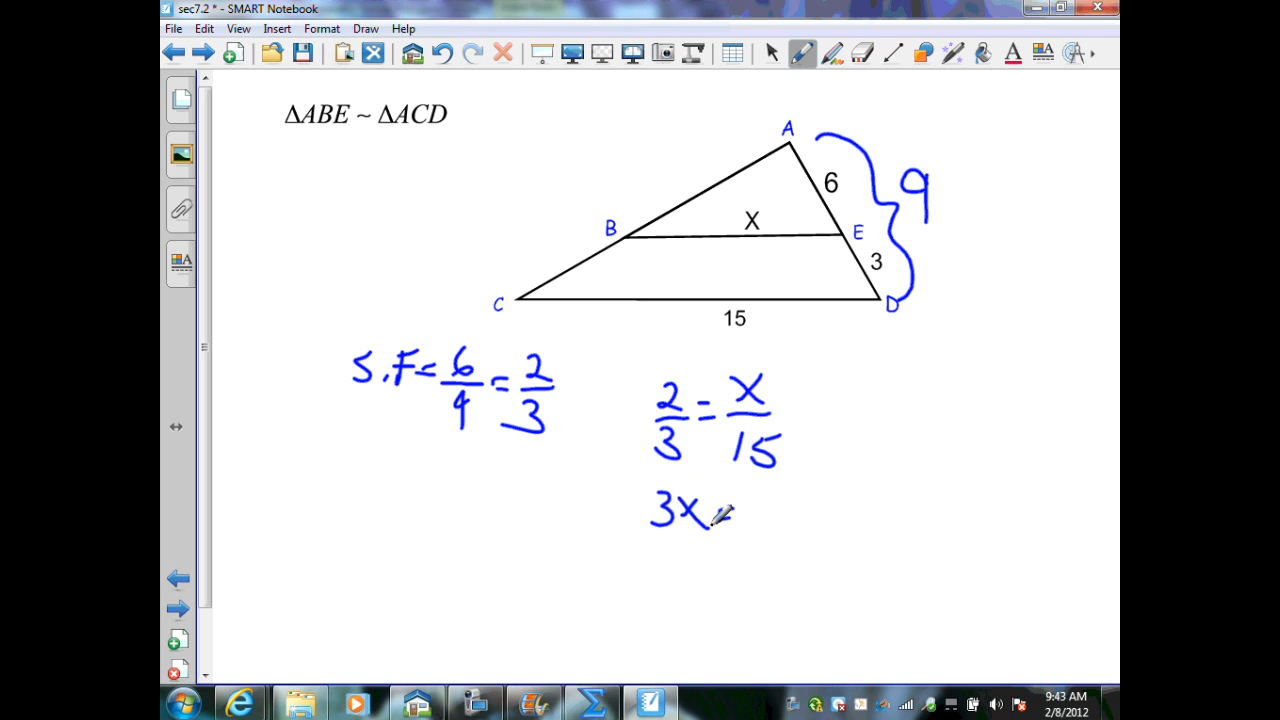 sec7.2 * - SMART Notebook
File Edit View Insert Format Draw Help
ΔABE ~ ΔACD
A
6
9
B
X
E
3
C
D
15
S.F = 6/9 = 2/3
2/3 = X/15
3X =
9:43 AM
2/8/2012